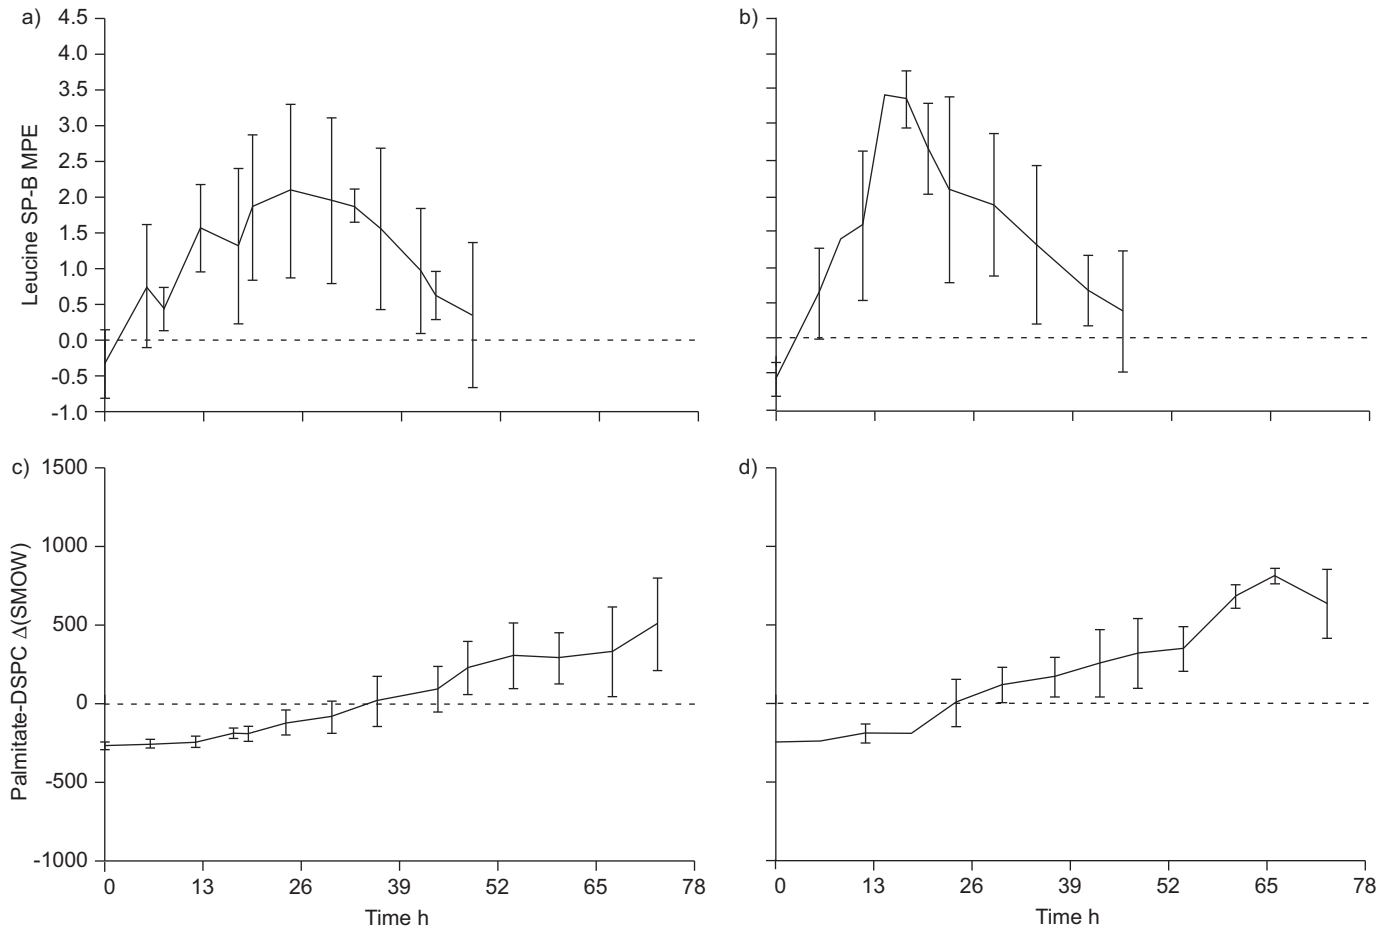 a)
b)
4.5
4.0
3.5
3.0
2.5
2.0
1.5
1.0
0.5
0.0
-0.5
-1.0
Leucine SP-B MPE
c)
d)
1500
1000
500
0
-500
-1000
Palmitate-DSPC Δ(SMOW)
0 13 26 39 52 65 78
Time h
0 13 26 39 52 65 78
Time h